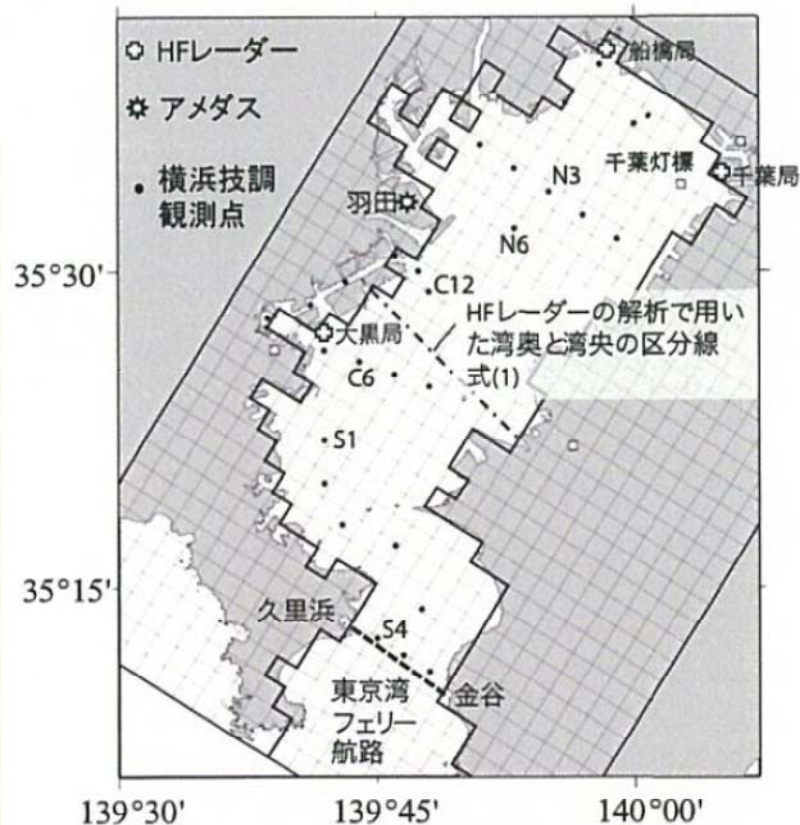 HFレーダー
アメダス
横浜技調
観測点
船橋局
千葉灯標
千葉局
N3
羽田
N6
35°30'
C12
HFレーダーの解析で用い
た湾奥と湾央の区分線
式(1)
大黒局
C6
S1
35°15'
久里浜
S4
東京湾
フェリー
航路
金谷
139°30'
139°45'
140°00'